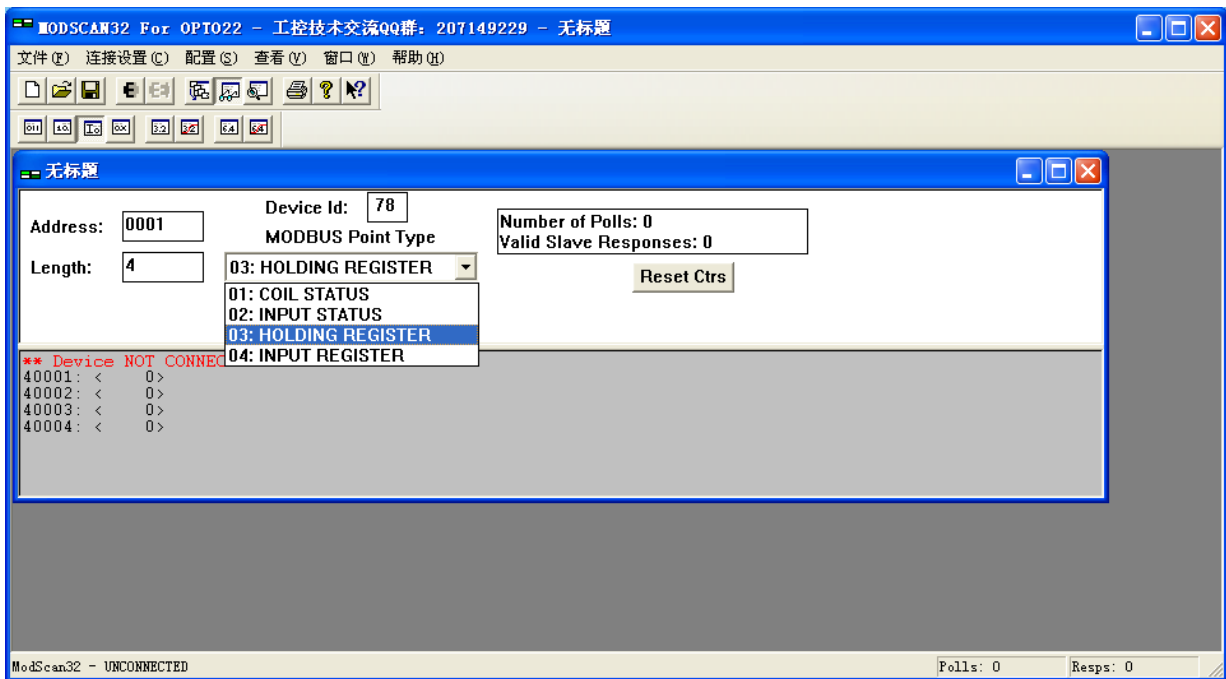 MODSCAN32 For OPTO22 - 工控技术交流QQ群：207149229 - 无标题
文件(F) 连接设置(C) 配置(S) 查看(V) 窗口(W) 帮助(H)
无标题
Address: 0001
Device Id: 78
MODBUS Point Type
Length: 4
03: HOLDING REGISTER
01: COIL STATUS
02: INPUT STATUS
03: HOLDING REGISTER
04: INPUT REGISTER
Number of Polls: 0
Valid Slave Responses: 0
Reset Ctrs
** Device NOT CONNEC
40001: < 0>
40002: < 0>
40003: < 0>
40004: < 0>
ModScan32 - UNCONNECTED
Polls: 0
Resps: 0